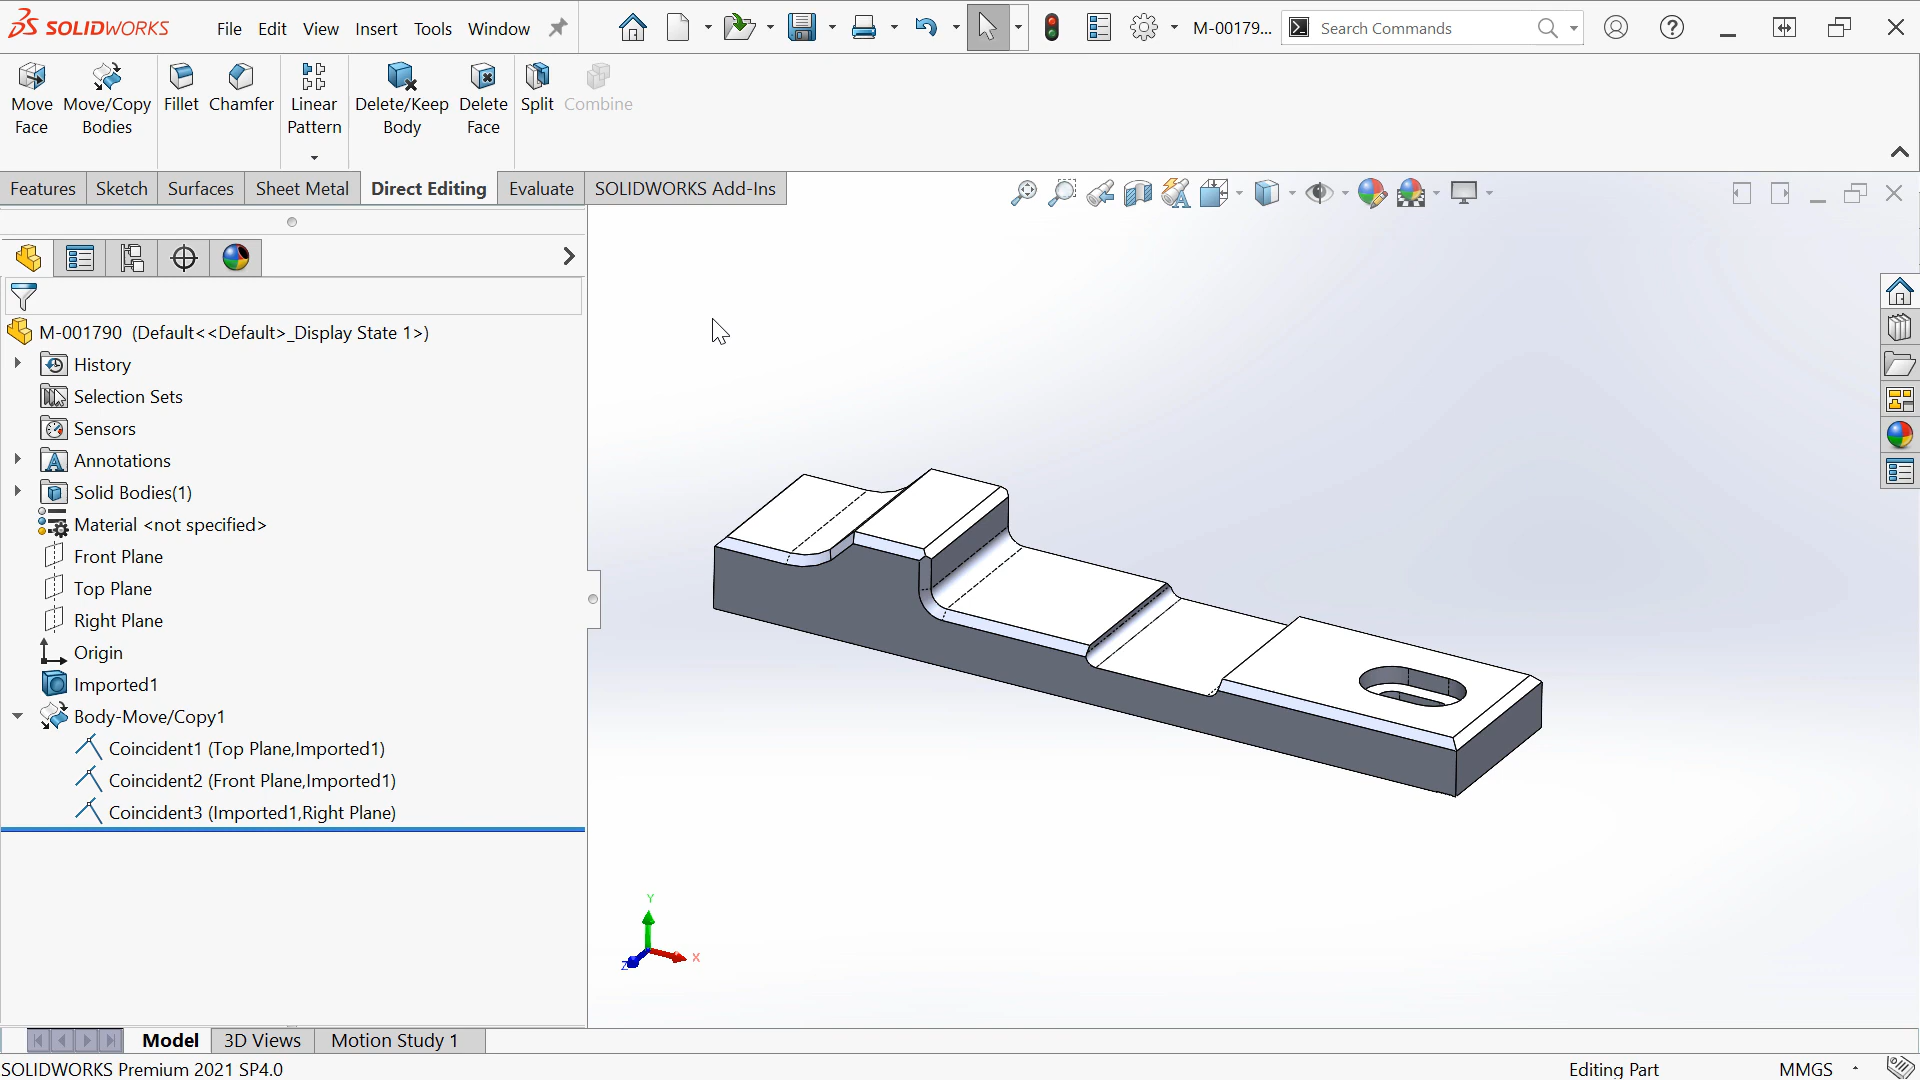 SOLIDWORKS File Edit View Insert Tools Window M-00179... Search Commands
Move Face Move/Copy Bodies Fillet Chamfer Linear Pattern Delete/Keep Body Delete Face Split Combine
Features Sketch Surfaces Sheet Metal Direct Editing Evaluate SOLIDWORKS Add-Ins
M-001790 (Default<<Default>_Display State 1>)
History
Selection Sets
Sensors
Annotations
Solid Bodies(1)
Material <not specified>
Front Plane
Top Plane
Right Plane
Origin
Imported1
Body-Move/Copy1
Coincident1 (Top Plane,Imported1)
Coincident2 (Front Plane,Imported1)
Coincident3 (Imported1,Right Plane)
Y
X
Z
Model 3D Views Motion Study 1
SOLIDWORKS Premium 2021 SP4.0 Editing Part MMGS